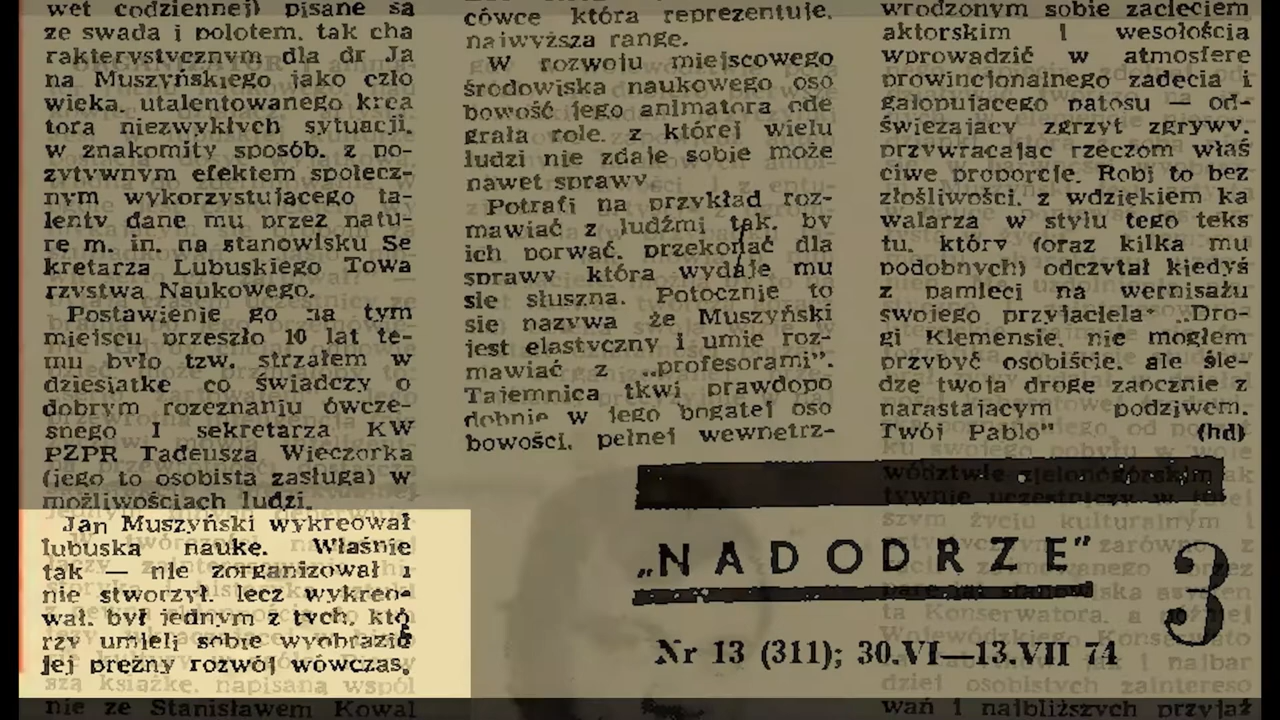 wet codziennej) pisane są
ze swadą i polotem, tak cha
rakterystycznym dla dr Ja
na Muszyńskiego jako czło
wieka, utalentowanego krea
tora niezwykłych sytuacji,
w znakomity sposób, z po-
zytywnym efektem społecz-
nym wykorzystującego ta-
lenty dane mu przez natu-
rę m. in. na stanowisku Se
kretarza Lubuskiego Towa
rzystwa Naukowego.
Postawienie go na tym
miejscu przeszło 10 lat te-
mu było tzw. strzałem w
dziesiątkę co świadczy o
dobrym rozeznaniu ówcze-
snego I sekretarza KW
PZPR Tadeusza Wieczorka
(jego to osobista zasługa) w
możliwościach ludzi.
Jan Muszyński wykreował
lubuską naukę. Właśnie
tak — nie zorganizował i
nie stworzył, lecz wykreo-
wał, był jednym z tych, któ
rzy umieli sobie wyobrazić
jej prężny rozwój wówczas,
nie ze Stanisławem Kowal
cówce która reprezentuje,
najwyższą rangę.
W rozwoju miejscowego
środowiska naukowego oso
bowość jego animatora ode
grała rolę, z której wielu
ludzi nie zdaje sobie może
nawet sprawy.
Potrafi na przykład roz-
mawiać z ludźmi tak, by
ich porwać, przekonać dla
sprawy która wydaje mu
się słuszna. Potocznie to
się nazywa że Muszyński
jest elastyczny i umie roz-
mawiać z „profesorami”.
Tajemnica tkwi prawdopo
dobnie w jego bogatej oso
bowości, pełnej wewnętrz-
wrodzonym sobie zacięciem
aktorskim i wesołością
wprowadzić w atmosferę
prowincjonalnego zadęcia i
galopującego patosu — od-
świeżający zgrzyt zgrywy,
przywracając rzeczom właś
ciwe proporcje. Robi to bez
złośliwości, z wdziękiem ka
walarza w stylu tego teks
tu, który (oraz kilka mu
podobnych) odczytał kiedyś
z pamięci na wernisażu
swojego przyjaciela: „Dro-
gi Klemensie, nie mogłem
przybyć osobiście, ale śle-
dzę twoją drogę zaocznie z
narastającym podziwem.
Twój Pablo” (hd)
„NADODRZE” 3
Nr 13 (311); 30.VI—13.VII 74